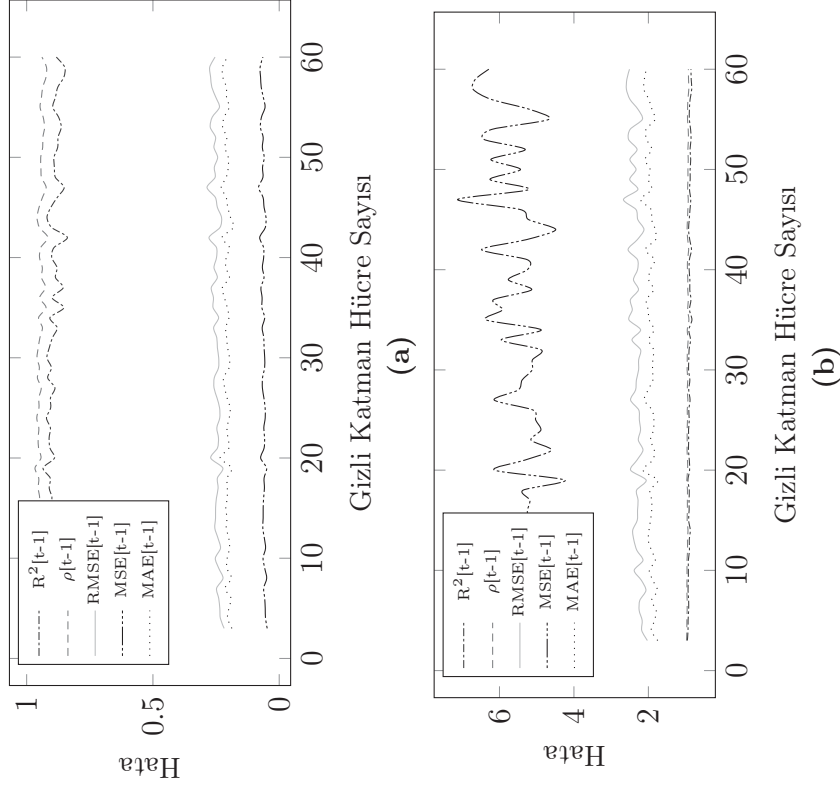 1
0.5
0
Hata
R²[t-1]
ρ[t-1]
RMSE[t-1]
MSE[t-1]
MAE[t-1]
0 10 20 30 40 50 60
Gizli Katman Hücre Sayısı
(a)
6
4
2
Hata
R²[t-1]
ρ[t-1]
RMSE[t-1]
MSE[t-1]
MAE[t-1]
0 10 20 30 40 50 60
Gizli Katman Hücre Sayısı
(b)